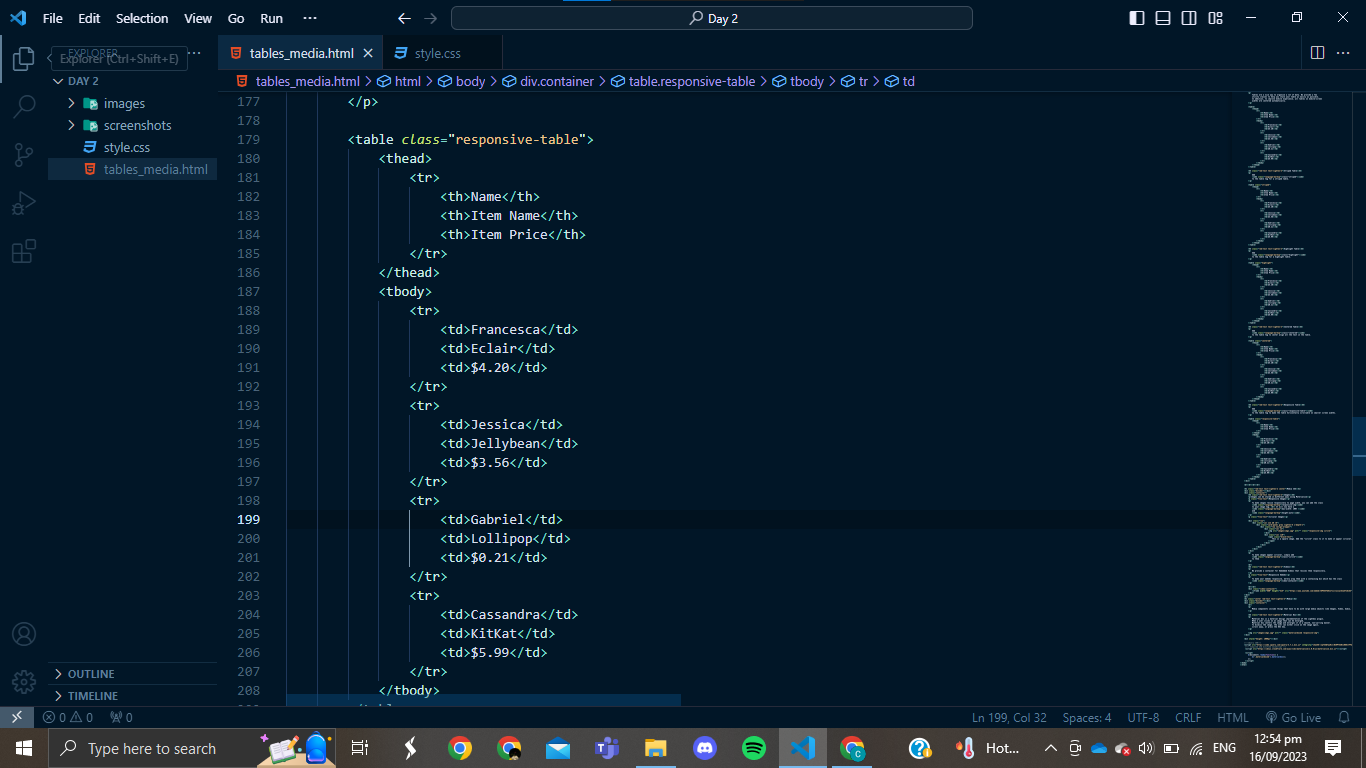 File Edit Selection View Go Run ··· Day 2
EXPLORER
Explorer (Ctrl+Shift+E)
DAY 2
images
screenshots
style.css
tables_media.html
OUTLINE
TIMELINE
tables_media.html style.css
tables_media.html > html > body > div.container > table.responsive-table > tbody > tr > td
177 </p>
178
179 <table class="responsive-table">
180 <thead>
181 <tr>
182 <th>Name</th>
183 <th>Item Name</th>
184 <th>Item Price</th>
185 </tr>
186 </thead>
187 <tbody>
188 <tr>
189 <td>Francesca</td>
190 <td>Eclair</td>
191 <td>$4.20</td>
192 </tr>
193 <tr>
194 <td>Jessica</td>
195 <td>Jellybean</td>
196 <td>$3.56</td>
197 </tr>
198 <tr>
199 <td>Gabriel</td>
200 <td>Lollipop</td>
201 <td>$0.21</td>
202 </tr>
203 <tr>
204 <td>Cassandra</td>
205 <td>KitKat</td>
206 <td>$5.99</td>
207 </tr>
208 </tbody>
0 0 0 Ln 199, Col 32 Spaces: 4 UTF-8 CRLF HTML Go Live
Type here to search Hot... ENG 12:54 pm
16/09/2023